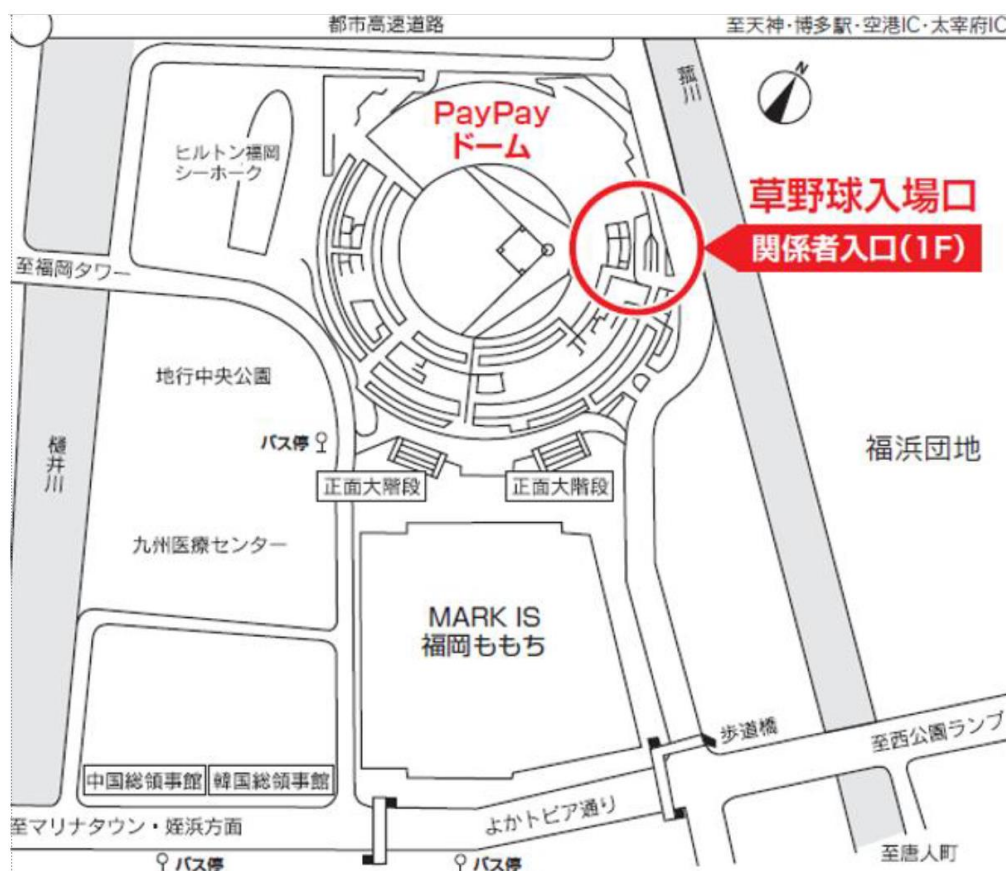 都市高速道路
至天神・博多駅・空港IC・太宰府IC
菰川
N
PayPay
ドーム
ヒルトン福岡
シーホーク
草野球入場口
関係者入口(1F)
至福岡タワー
地行中央公園
バス停
樋井川
福浜団地
正面大階段
正面大階段
九州医療センター
MARK IS
福岡ももち
歩道橋
至西公園ランプ
中国総領事館
韓国総領事館
よかトピア通り
至マリナタウン・姪浜方面
至唐人町
バス停
バス停